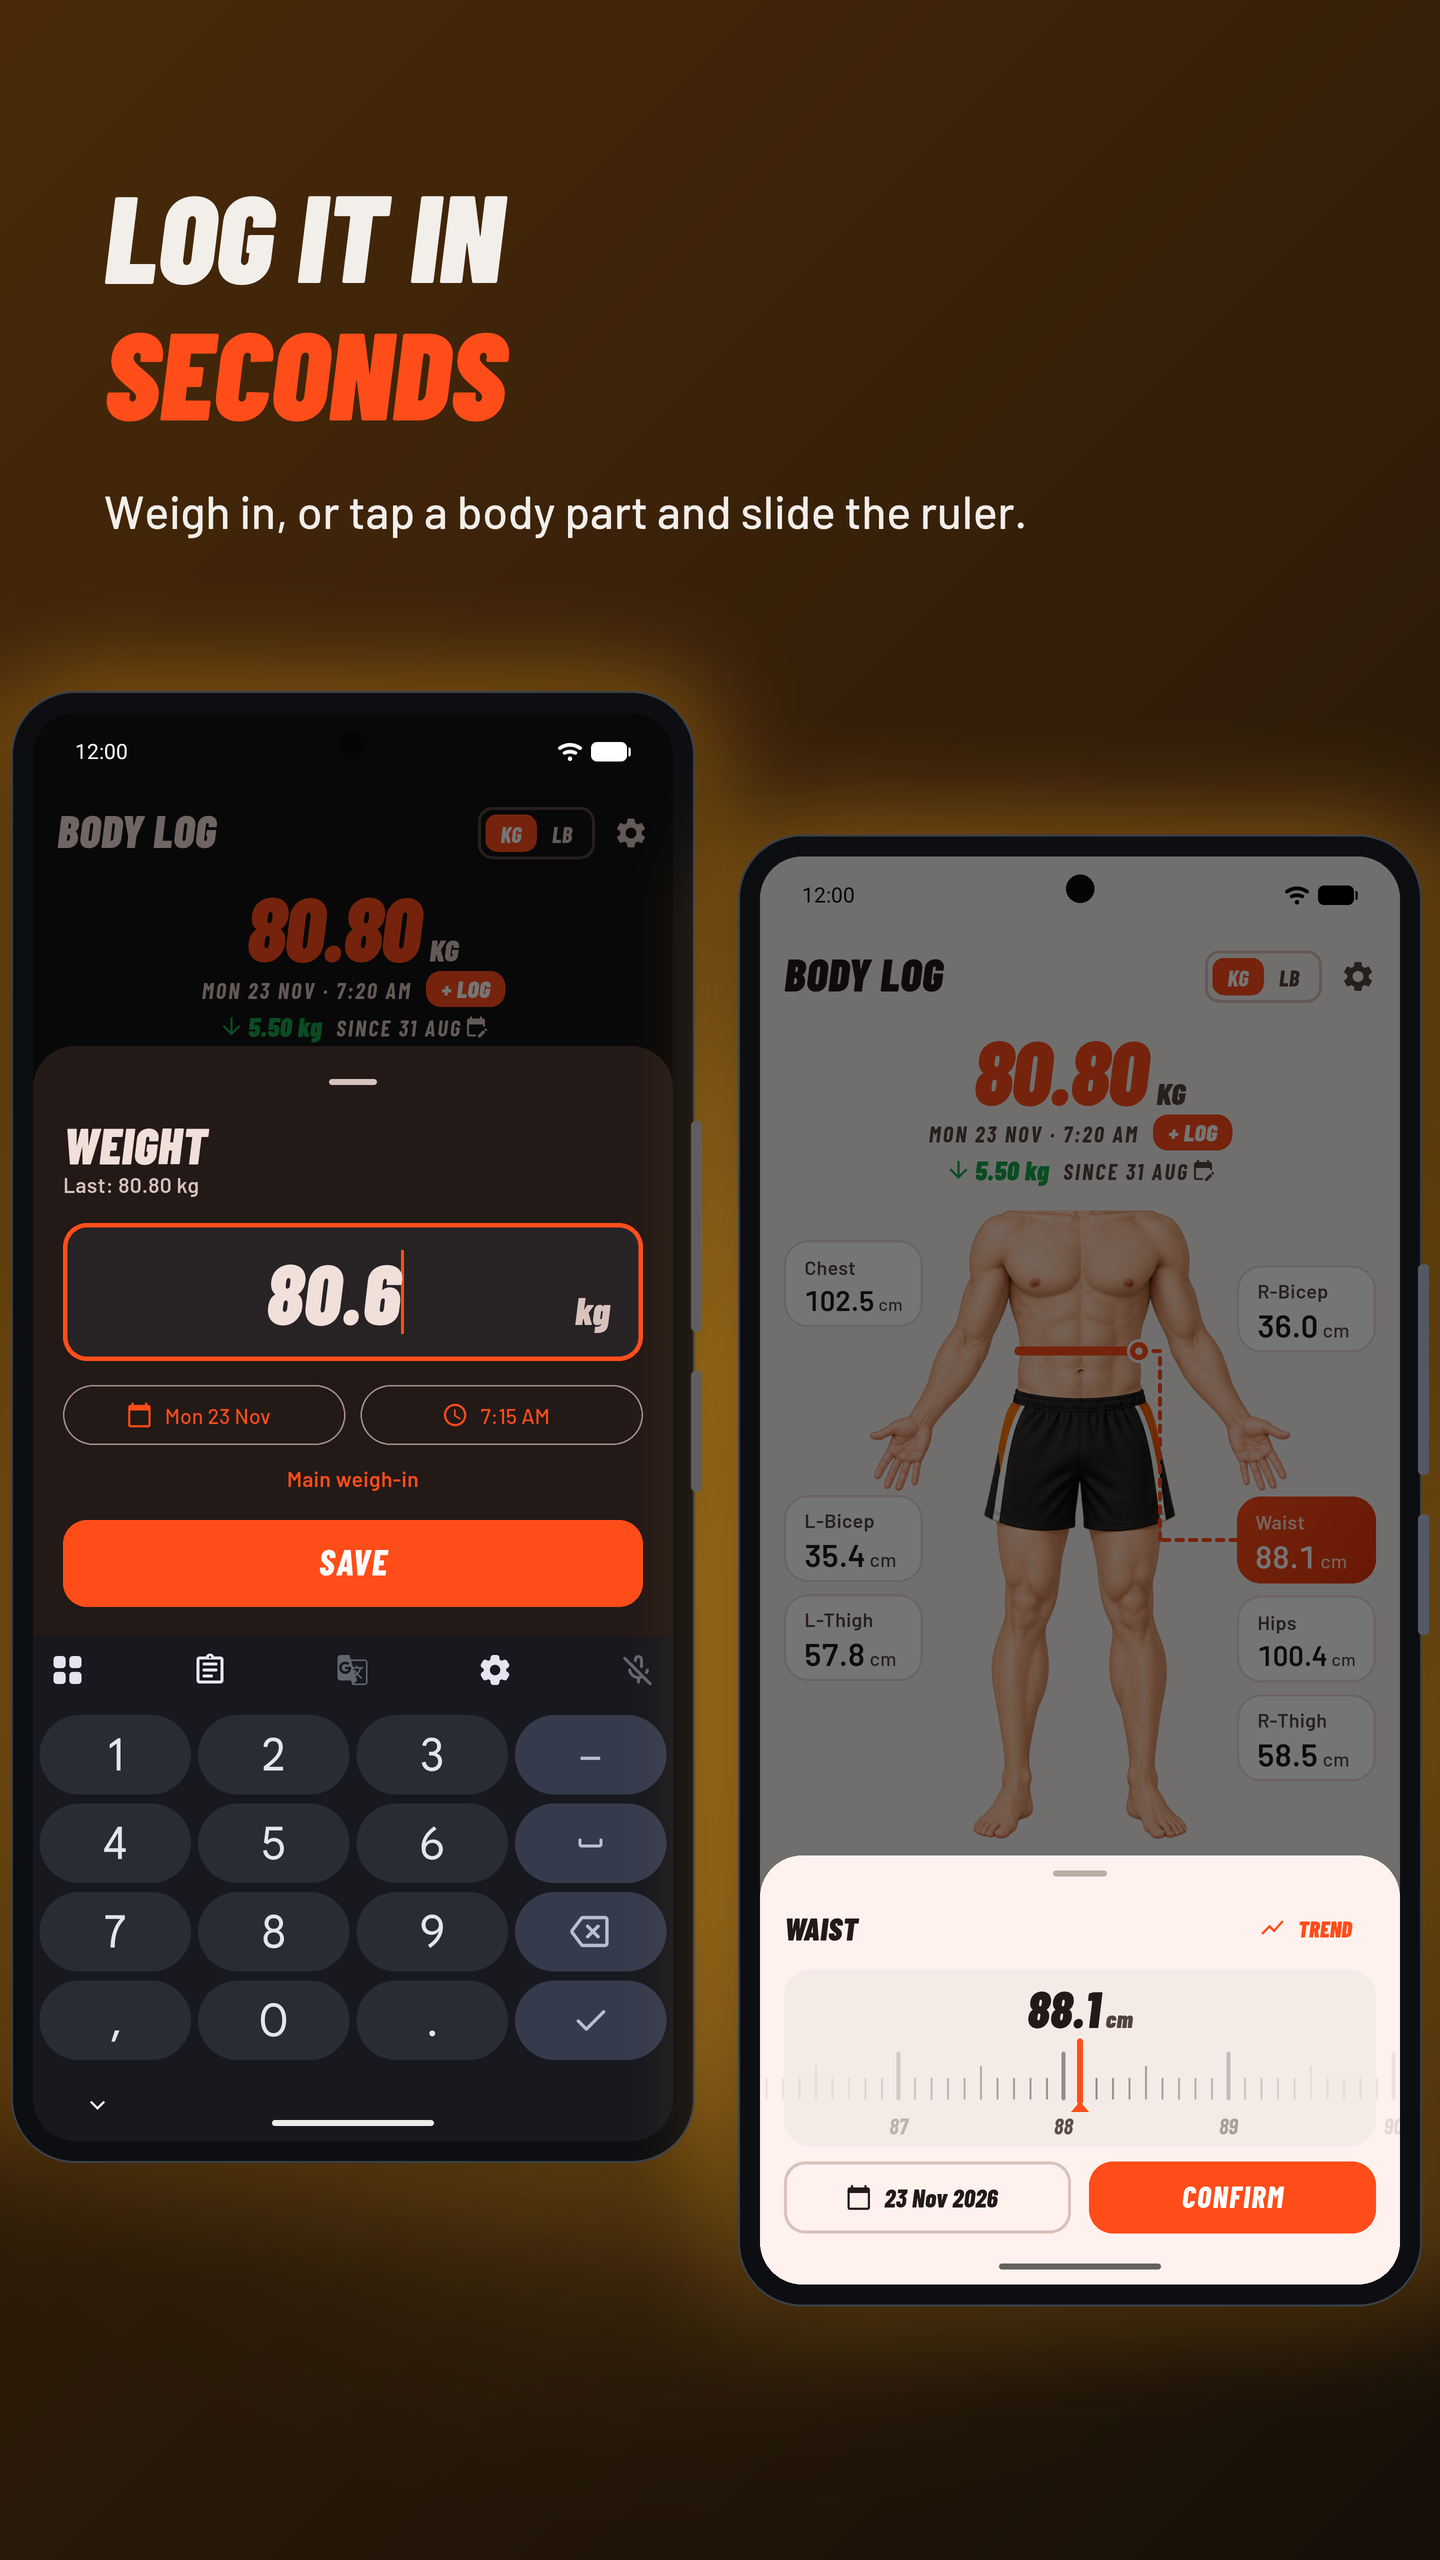 LOG IT IN
SECONDS
Weigh in, or tap a body part and slide the ruler.
12:00
BODY LOG
KG LB
80.80 KG
MON 23 NOV · 7:20 AM + LOG
5.50 kg SINCE 31 AUG
WEIGHT
Last: 80.80 kg
80.6 kg
Mon 23 Nov 7:15 AM
Main weigh-in
SAVE
1 2 3 –
4 5 6
7 8 9
, 0 .
12:00
BODY LOG
KG LB
80.80 KG
MON 23 NOV · 7:20 AM + LOG
5.50 kg SINCE 31 AUG
Chest
102.5 cm
R-Bicep
36.0 cm
L-Bicep
35.4 cm
Waist
88.1 cm
L-Thigh
57.8 cm
Hips
100.4 cm
R-Thigh
58.5 cm
WAIST TREND
88.1 cm
87 88 89 90
23 Nov 2026 CONFIRM